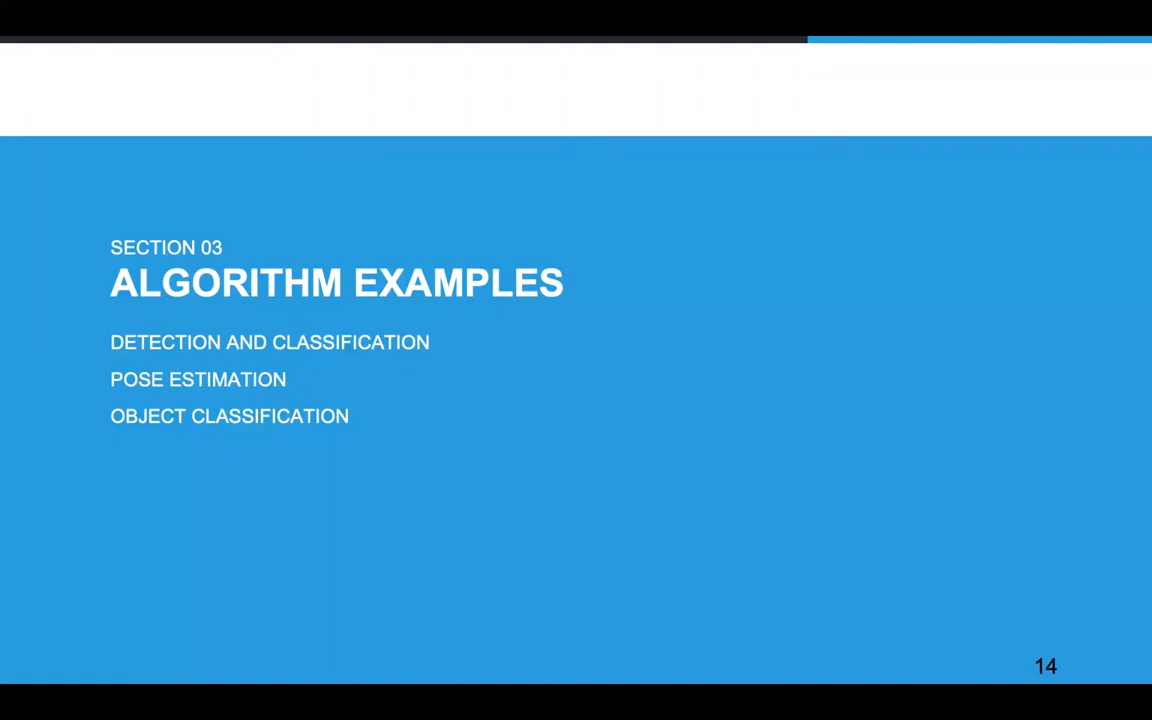 SECTION 03
ALGORITHM EXAMPLES
DETECTION AND CLASSIFICATION
POSE ESTIMATION
OBJECT CLASSIFICATION
14